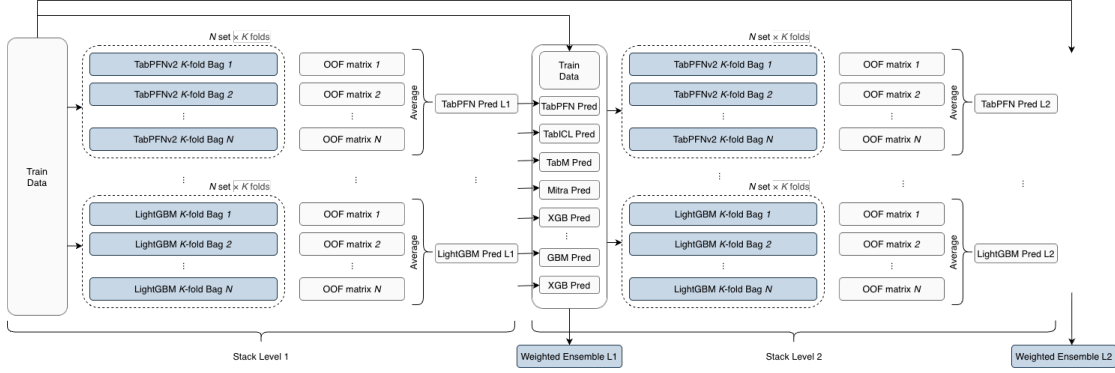 Train
Data
N set × K folds
TabPFNv2 K-fold Bag 1
TabPFNv2 K-fold Bag 2
⋮
TabPFNv2 K-fold Bag N
OOF matrix 1
OOF matrix 2
⋮
OOF matrix N
Average
TabPFN Pred L1
⋮
⋮
⋮
N set × K folds
LightGBM K-fold Bag 1
LightGBM K-fold Bag 2
⋮
LightGBM K-fold Bag N
OOF matrix 1
OOF matrix 2
⋮
OOF matrix N
Average
LightGBM Pred L1
Stack Level 1
Train
Data
TabPFN Pred
TabICL Pred
TabM Pred
Mitra Pred
XGB Pred
⋮
GBM Pred
XGB Pred
Weighted Ensemble L1
N set × K folds
TabPFNv2 K-fold Bag 1
TabPFNv2 K-fold Bag 2
⋮
TabPFNv2 K-fold Bag N
OOF matrix 1
OOF matrix 2
⋮
OOF matrix N
Average
TabPFN Pred L2
⋮
⋮
⋮
N set × K folds
LightGBM K-fold Bag 1
LightGBM K-fold Bag 2
⋮
LightGBM K-fold Bag N
OOF matrix 1
OOF matrix 2
⋮
OOF matrix N
Average
LightGBM Pred L2
Stack Level 2
Weighted Ensemble L2